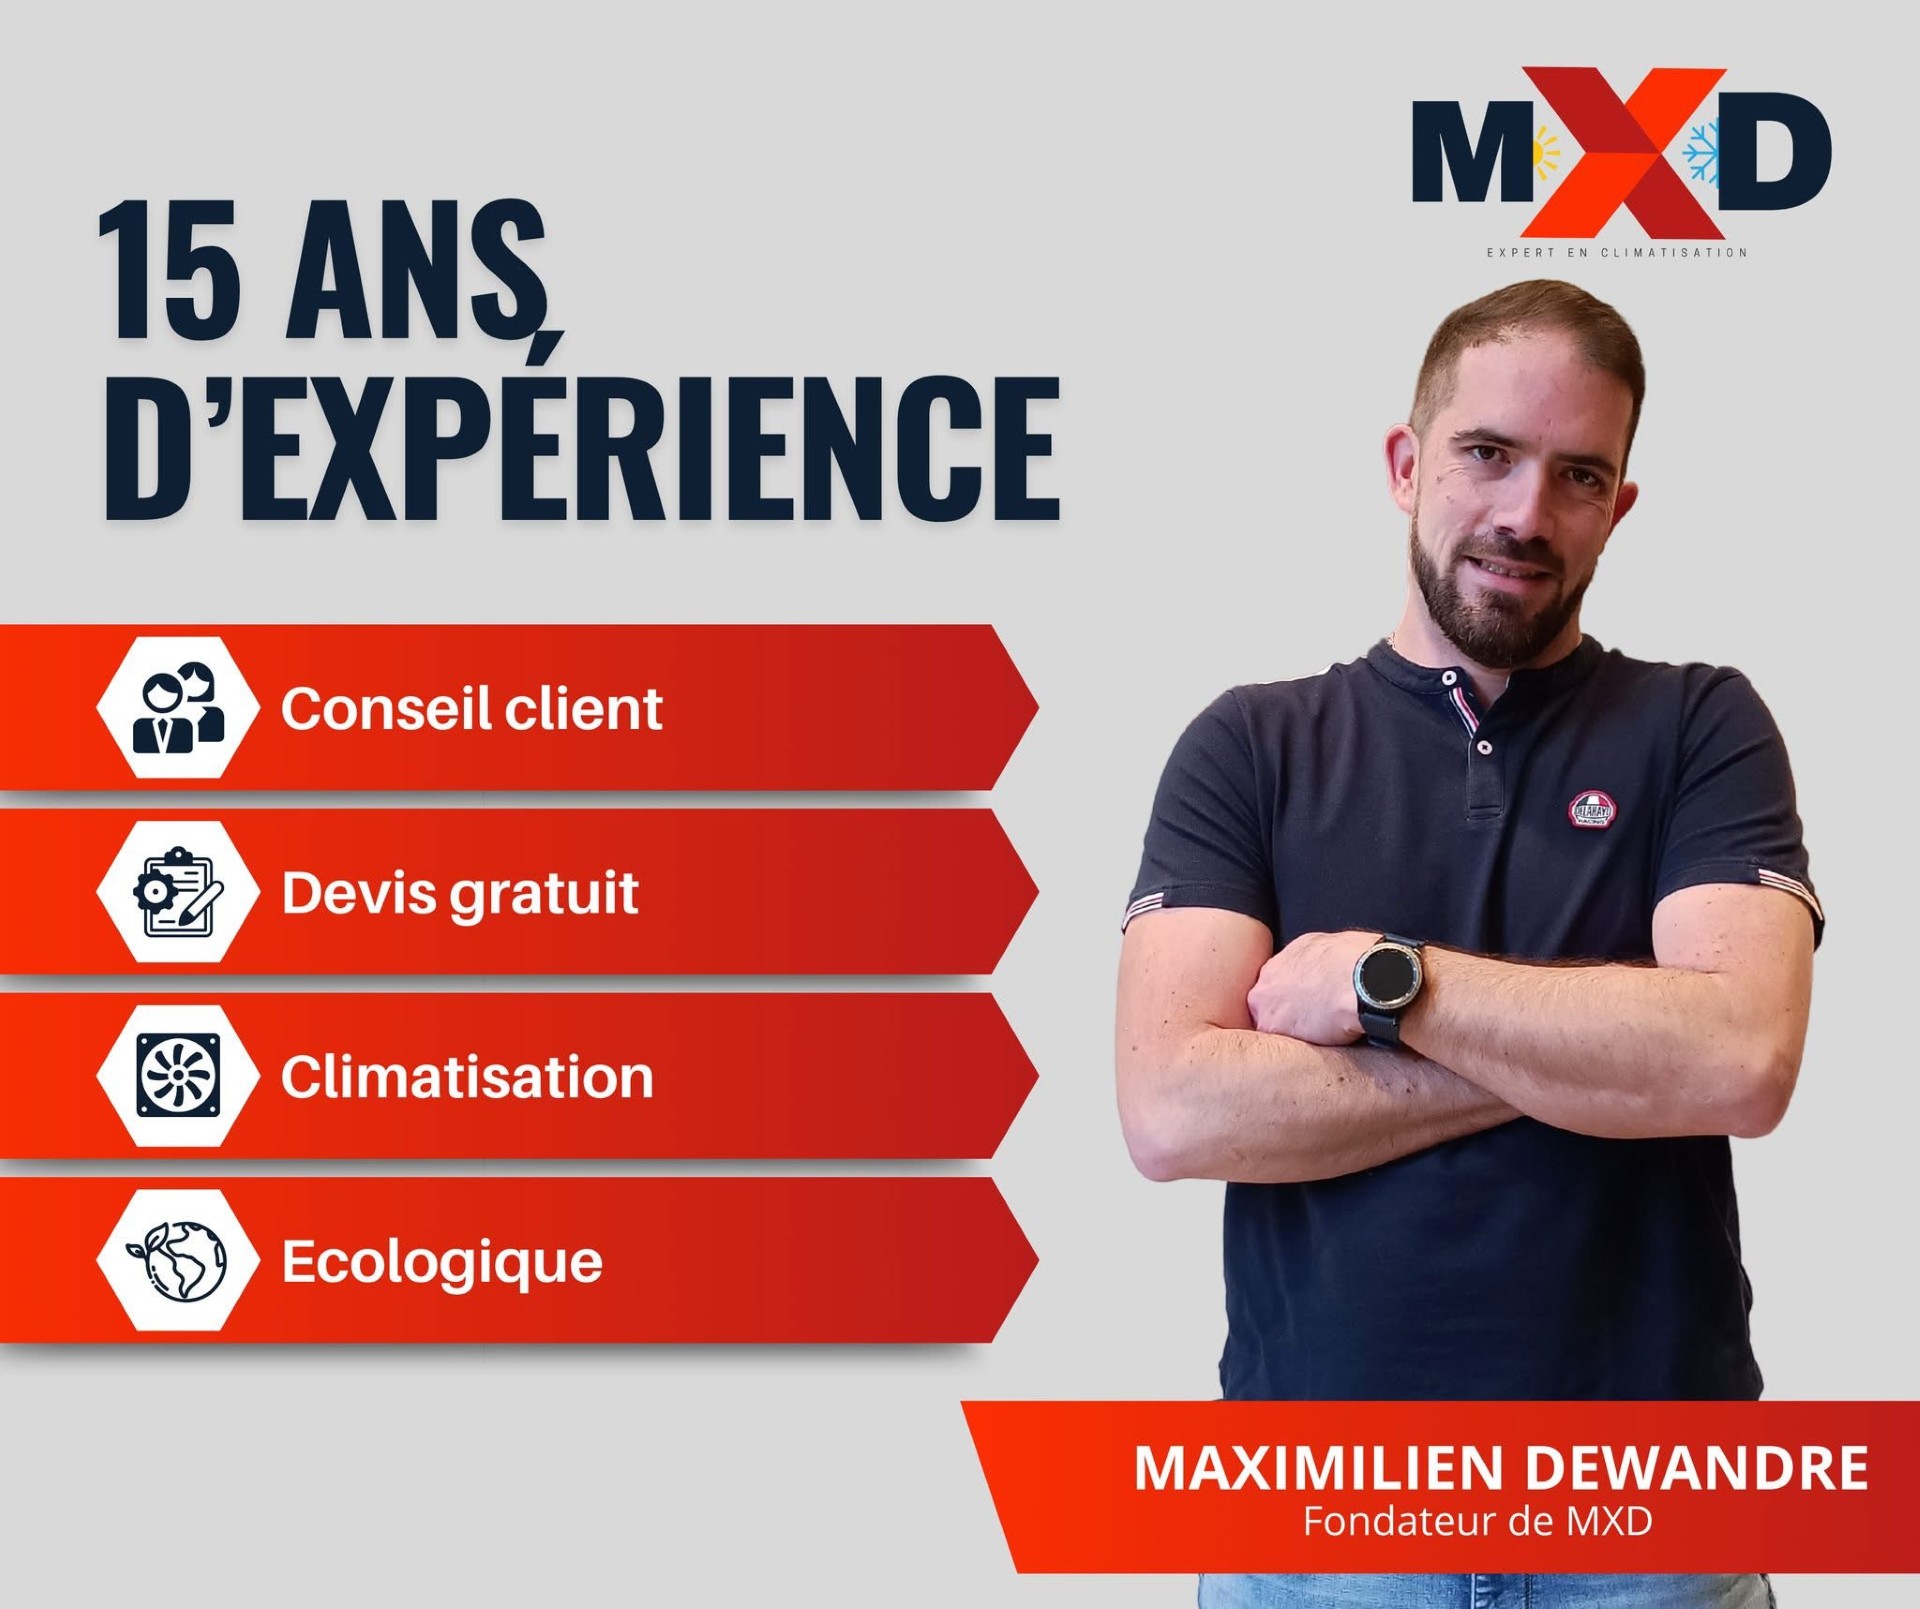 MXD
EXPERT EN CLIMATISATION
15 ANS
D’EXPÉRIENCE
Conseil client
Devis gratuit
Climatisation
Ecologique
MAXIMILIEN DEWANDRE
Fondateur de MXD